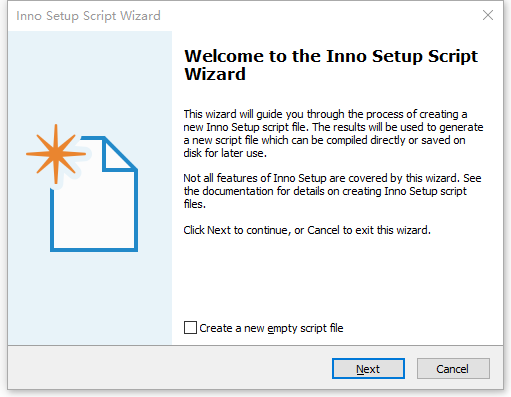 Inno Setup Script Wizard
Welcome to the Inno Setup Script
Wizard
This wizard will guide you through the process of creating a
new Inno Setup script file. The results will be used to generate
a new script file which can be compiled directly or saved on
disk for later use.
Not all features of Inno Setup are covered by this wizard. See
the documentation for details on creating Inno Setup script
files.
Click Next to continue, or Cancel to exit this wizard.
Create a new empty script file
Next
Cancel